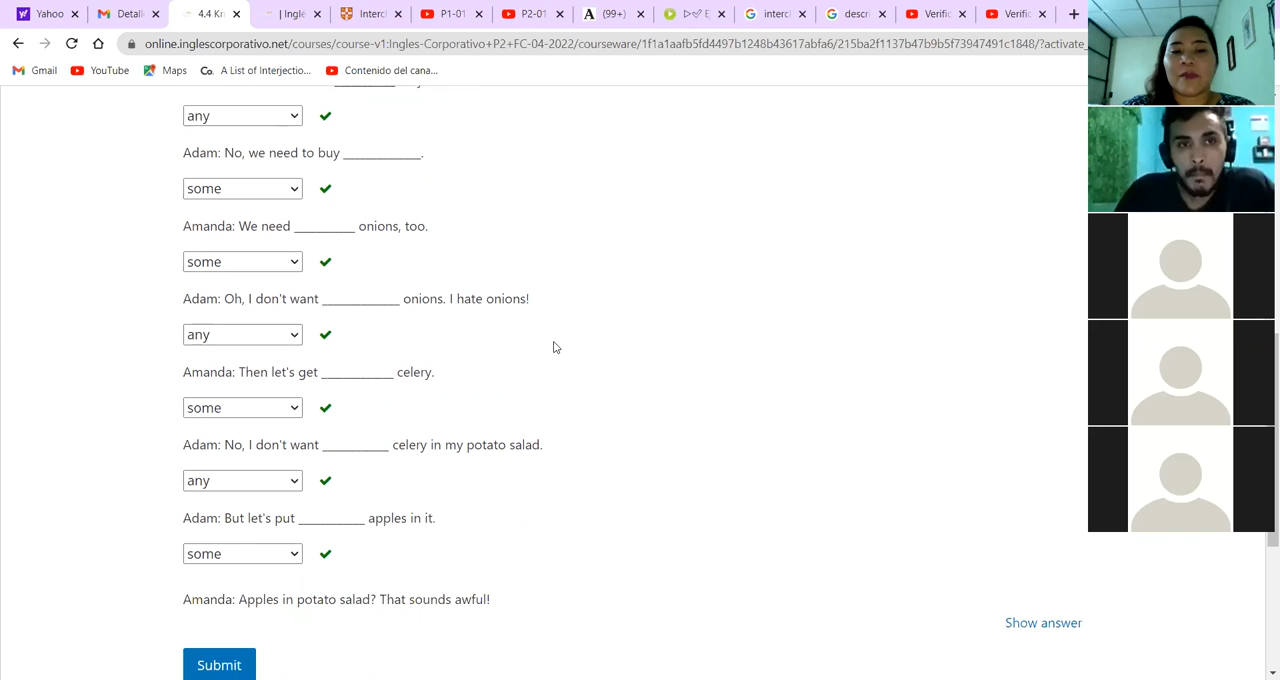 Yahoo
Detall
4.4 Kn
| Ingle
Interc
P1-01
P2-01
(99+)
interc
descri
Verific
Verific
online.inglescorporativo.net/courses/course-v1:Ingles-Corporativo+P2+FC-04-2022/courseware/1f1a1aafb5fd4497b1248b43617abfa6/215ba2f1137b47b9b5f73947491c1848/?activate_
Gmail
YouTube
Maps
A List of Interjectio...
Contenido del cana...
any
Adam: No, we need to buy ____________.
some
Amanda: We need _________ onions, too.
some
Adam: Oh, I don't want ____________ onions. I hate onions!
any
Amanda: Then let's get ___________ celery.
some
Adam: No, I don't want __________ celery in my potato salad.
any
Adam: But let's put __________ apples in it.
some
Amanda: Apples in potato salad? That sounds awful!
Show answer
Submit